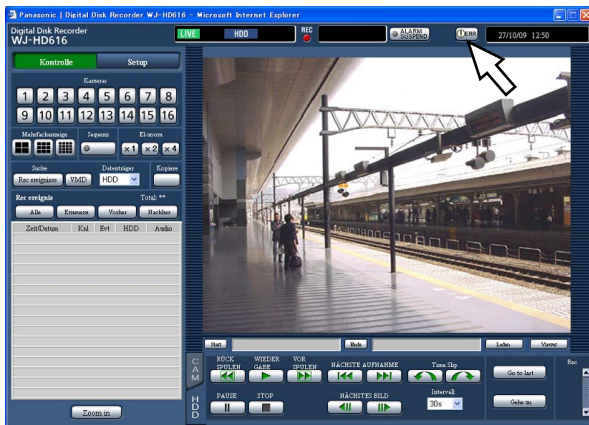 Panasonic | Digital Disk Recorder WJ-HD616 - Microsoft Internet Explorer
Digital Disk Recorder
WJ-HD616
LIVE HDD REC ALARM SUSPEND ERR 27/10/09 12:50
Kontrolle Setup
Kameras
1 2 3 4 5 6 7 8
9 10 11 12 13 14 15 16
Mehrfachanzeige Sequenz El-zoom
x1 x2 x4
Suche Datenträger Kopiere
Rec ereignisse VMD HDD
Rec ereignis Total: **
Alle Erneuern Vorher Nächster
Zeit/Datum Knl Evt HDD Audio
Zoom in
Start Ende Laden Viewer
CAM
RÜCK SPULEN WIEDER GABE VOR SPULEN NÄCHSTE AUFNAHME Time Slip
Go to last
Rec
HDD
PAUSE STOP NÄCHSTES BILD Intervall
30s
Gehe zu